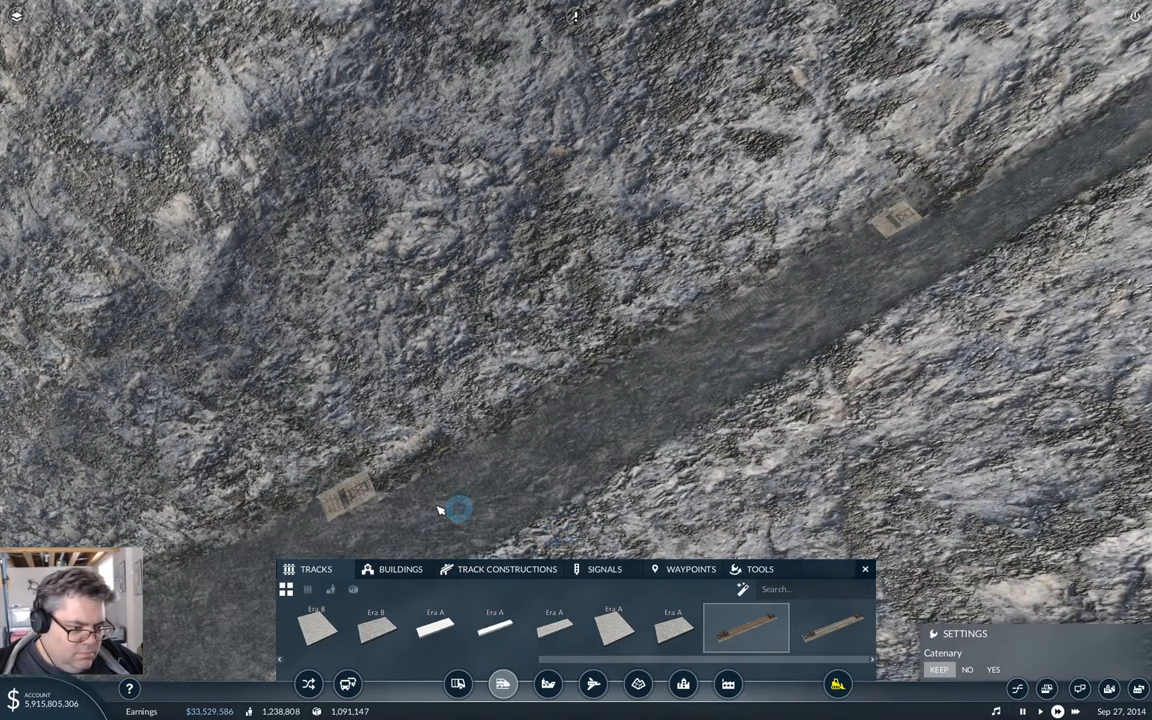 !
TRACKS
BUILDINGS
TRACK CONSTRUCTIONS
SIGNALS
WAYPOINTS
TOOLS
Search...
Era B
Era B
Era A
Era A
Era A
Era A
Era A
SETTINGS
Catenary
KEEP NO YES
?
$ ACCOUNT
5,915,805,306
Earnings $33,529,586 1,238,808 1,091,147
Sep 27, 2014